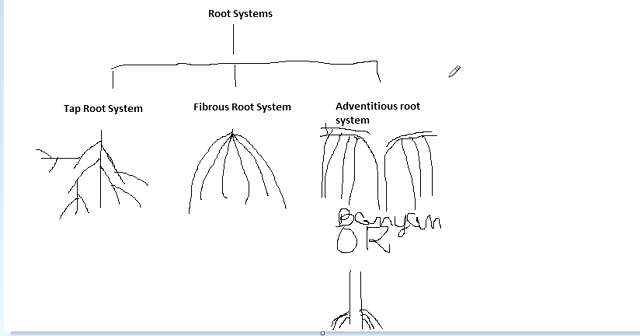 Root Systems
Tap Root System
Fibrous Root System
Adventitious root
system
Banyan
OR